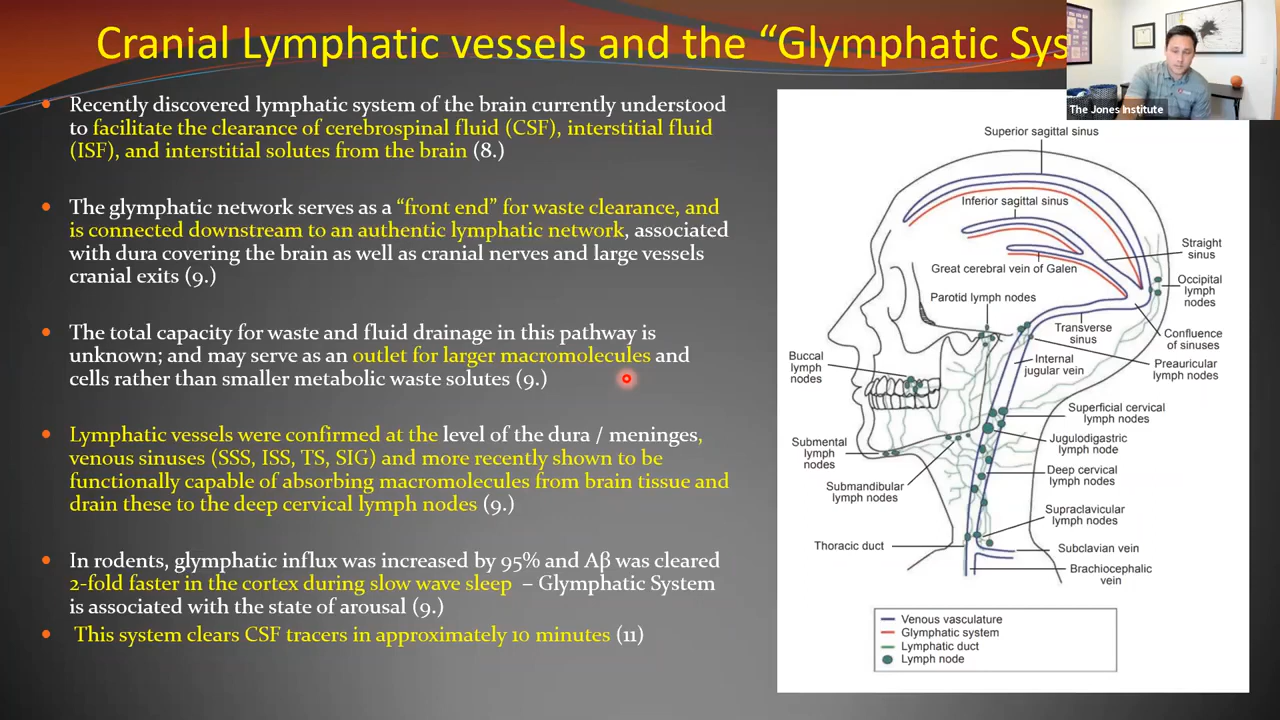 Cranial Lymphatic vessels and the “Glymphatic Sys
The Jones Institute
• Recently discovered lymphatic system of the brain currently understood
to facilitate the clearance of cerebrospinal fluid (CSF), interstitial fluid
(ISF), and interstitial solutes from the brain (8.)
• The glymphatic network serves as a “front end” for waste clearance, and
is connected downstream to an authentic lymphatic network, associated
with dura covering the brain as well as cranial nerves and large vessels
cranial exits (9.)
• The total capacity for waste and fluid drainage in this pathway is
unknown; and may serve as an outlet for larger macromolecules and
cells rather than smaller metabolic waste solutes (9.)
• Lymphatic vessels were confirmed at the level of the dura / meninges,
venous sinuses (SSS, ISS, TS, SIG) and more recently shown to be
functionally capable of absorbing macromolecules from brain tissue and
drain these to the deep cervical lymph nodes (9.)
• In rodents, glymphatic influx was increased by 95% and Aβ was cleared
2-fold faster in the cortex during slow wave sleep – Glymphatic System
is associated with the state of arousal (9.)
• This system clears CSF tracers in approximately 10 minutes (11)
Superior sagittal sinus
Inferior sagittal sinus
Straight
sinus
Great cerebral vein of Galen
Occipital
lymph
nodes
Parotid lymph nodes
Transverse
sinus
Confluence
of sinuses
Buccal
lymph
nodes
Internal
jugular vein
Preauricular
lymph nodes
Superficial cervical
lymph nodes
Submental
lymph
nodes
Jugulodigastric
lymph node
Submandibular
lymph nodes
Deep cervical
lymph nodes
Supraclavicular
lymph nodes
Thoracic duct
Subclavian vein
Brachiocephalic
vein
Venous vasculature
Glymphatic system
Lymphatic duct
Lymph node